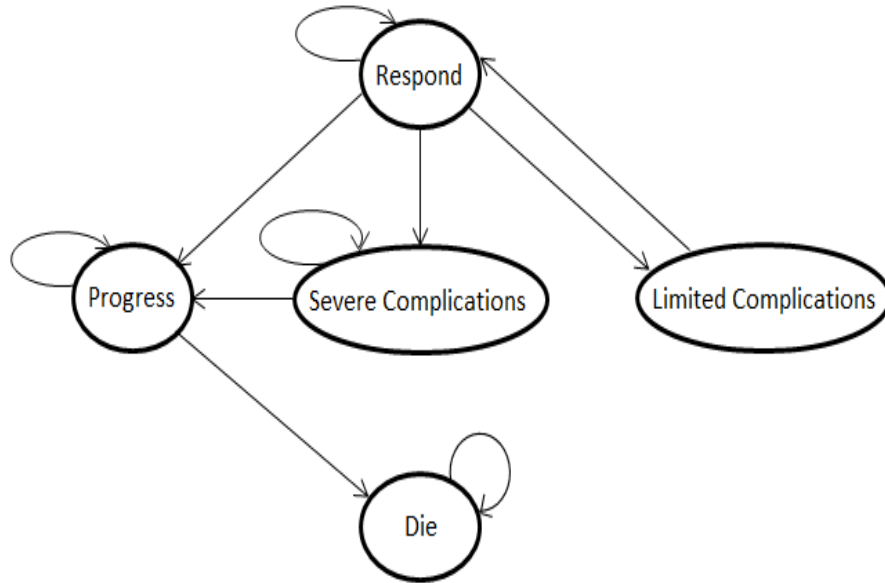 Respond
Progress
Severe Complications
Limited Complications
Die